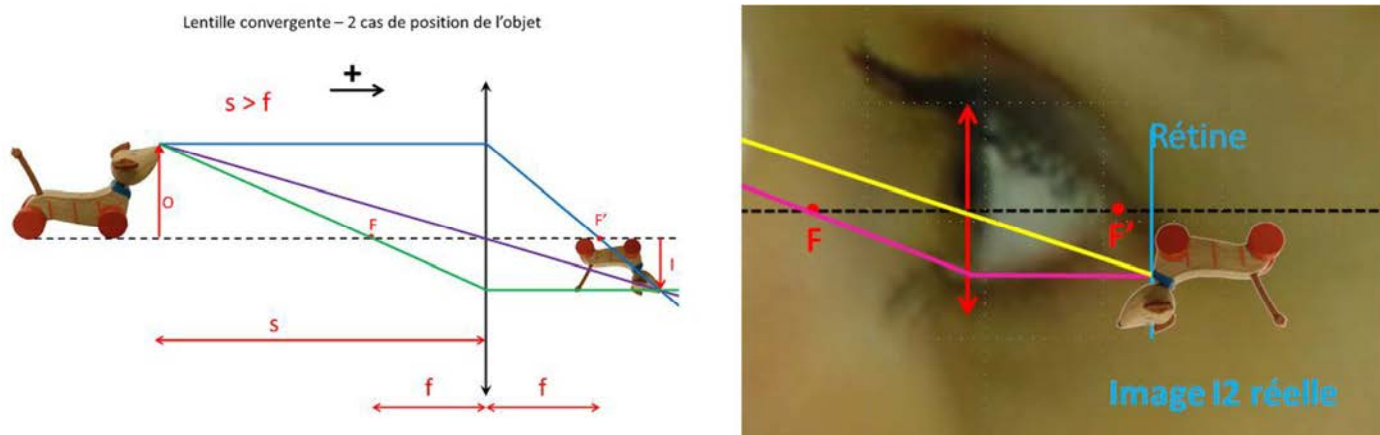 Lentille convergente – 2 cas de position de l'objet
+
s > f
O
F
F'
I
s
f
f
Rétine
F
F'
Image I2 réelle